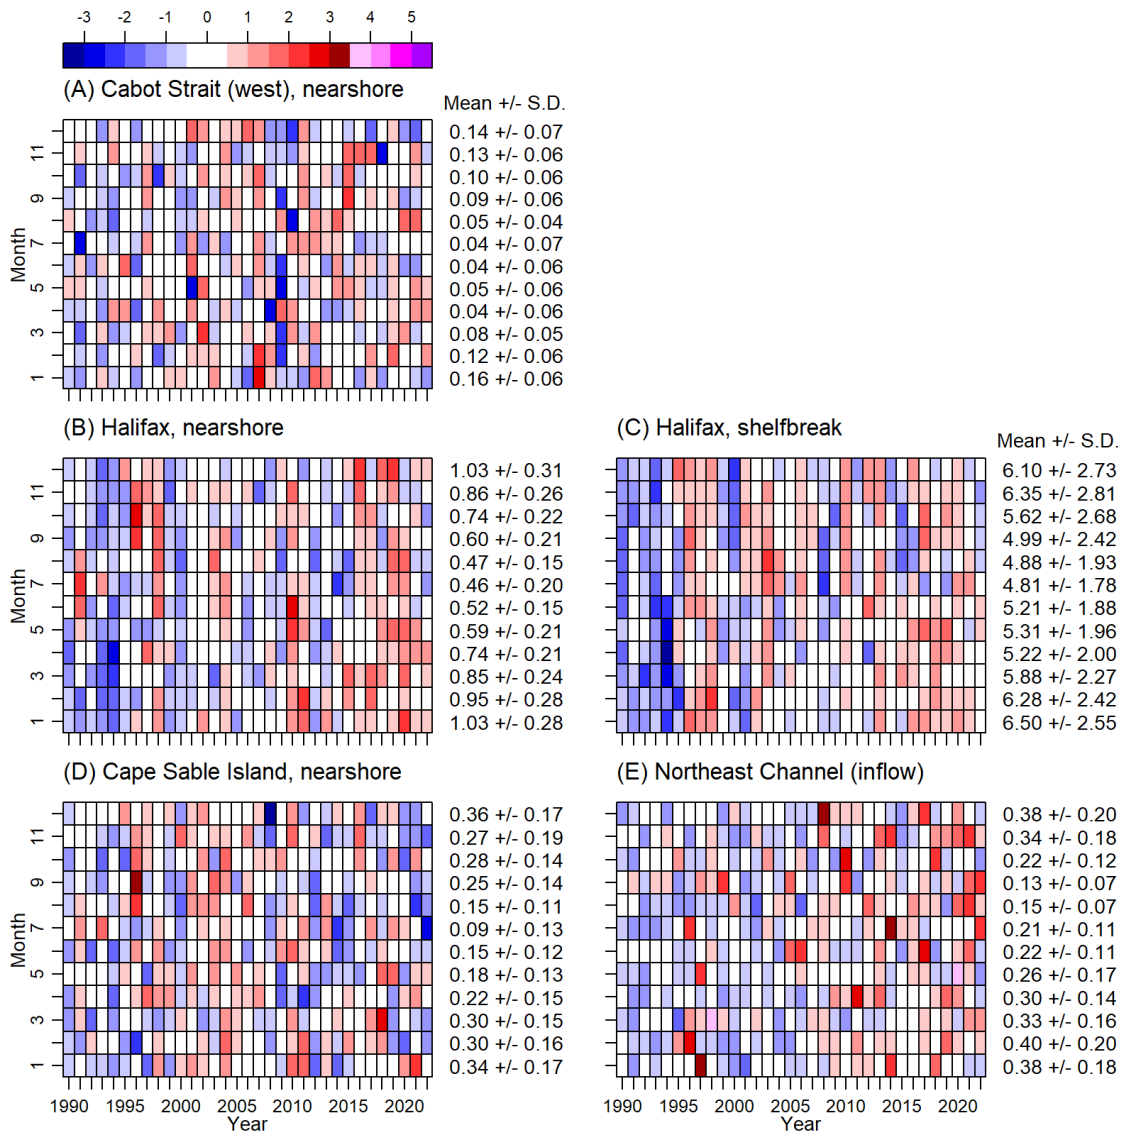 -3 -2 -1 0 1 2 3 4 5
(A) Cabot Strait (west), nearshore
Mean +/- S.D.
0.14 +/- 0.07
11 0.13 +/- 0.06
0.10 +/- 0.06
9 0.09 +/- 0.06
0.05 +/- 0.04
7 0.04 +/- 0.07
0.04 +/- 0.06
5 0.05 +/- 0.06
0.04 +/- 0.06
3 0.08 +/- 0.05
0.12 +/- 0.06
1 0.16 +/- 0.06
Month
(B) Halifax, nearshore
1.03 +/- 0.31
11 0.86 +/- 0.26
0.74 +/- 0.22
9 0.60 +/- 0.21
0.47 +/- 0.15
7 0.46 +/- 0.20
0.52 +/- 0.15
5 0.59 +/- 0.21
0.74 +/- 0.21
3 0.85 +/- 0.24
0.95 +/- 0.28
1 1.03 +/- 0.28
Month
(C) Halifax, shelfbreak
Mean +/- S.D.
6.10 +/- 2.73
6.35 +/- 2.81
5.62 +/- 2.68
4.99 +/- 2.42
4.88 +/- 1.93
4.81 +/- 1.78
5.21 +/- 1.88
5.31 +/- 1.96
5.22 +/- 2.00
5.88 +/- 2.27
6.28 +/- 2.42
6.50 +/- 2.55
(D) Cape Sable Island, nearshore
0.36 +/- 0.17
11 0.27 +/- 0.19
0.28 +/- 0.14
9 0.25 +/- 0.14
0.15 +/- 0.11
7 0.09 +/- 0.13
0.15 +/- 0.12
5 0.18 +/- 0.13
0.22 +/- 0.15
3 0.30 +/- 0.15
0.30 +/- 0.16
1 0.34 +/- 0.17
Month
1990 1995 2000 2005 2010 2015 2020
Year
(E) Northeast Channel (inflow)
0.38 +/- 0.20
0.34 +/- 0.18
0.22 +/- 0.12
0.13 +/- 0.07
0.15 +/- 0.07
0.21 +/- 0.11
0.22 +/- 0.11
0.26 +/- 0.17
0.30 +/- 0.14
0.33 +/- 0.16
0.40 +/- 0.20
0.38 +/- 0.18
1990 1995 2000 2005 2010 2015 2020
Year